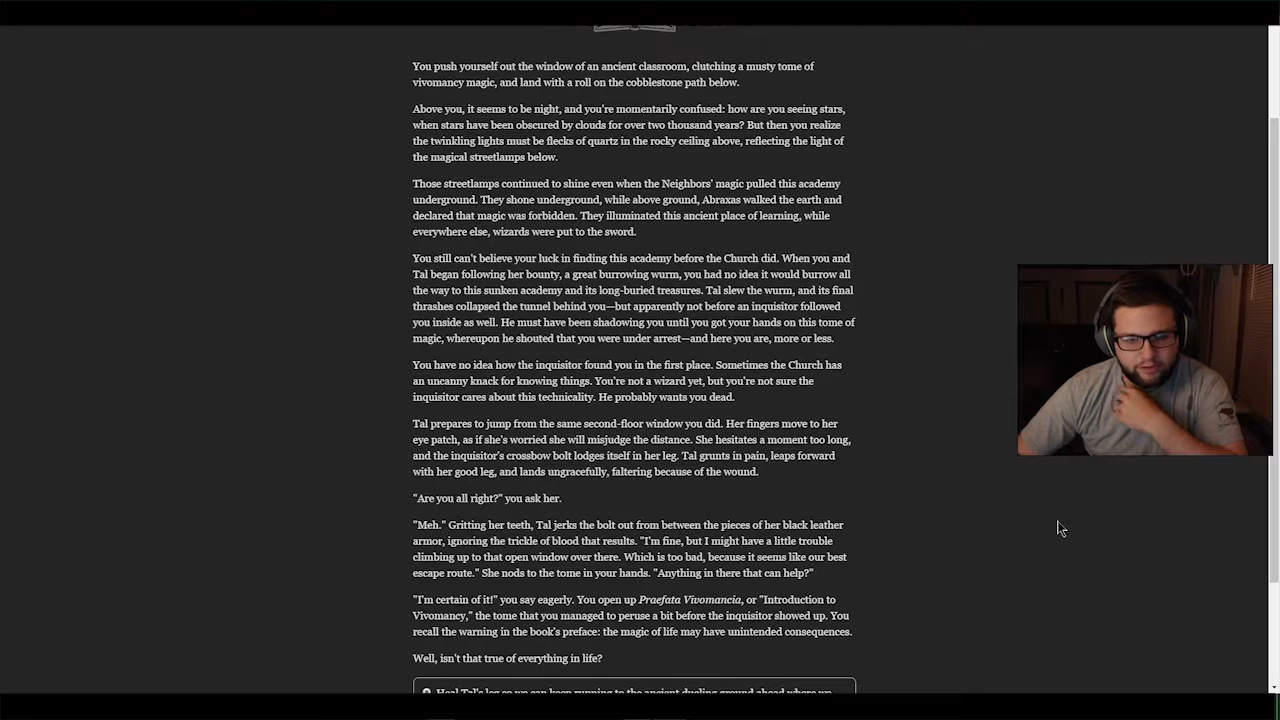 You push yourself out the window of an ancient classroom, clutching a musty tome of
vivomancy magic, and land with a roll on the cobblestone path below.
Above you, it seems to be night, and you're momentarily confused: how are you seeing stars,
when stars have been obscured by clouds for over two thousand years? But then you realize
the twinkling lights must be flecks of quartz in the rocky ceiling above, reflecting the light of
the magical streetlamps below.
Those streetlamps continued to shine even when the Neighbors' magic pulled this academy
underground. They shone underground, while above ground, Abraxas walked the earth and
declared that magic was forbidden. They illuminated this ancient place of learning, while
everywhere else, wizards were put to the sword.
You still can't believe your luck in finding this academy before the Church did. When you and
Tal began following her bounty, a great burrowing wurm, you had no idea it would burrow all
the way to this sunken academy and its long-buried treasures. Tal slew the wurm, and its final
thrashes collapsed the tunnel behind you—but apparently not before an inquisitor followed
you inside as well. He must have been shadowing you until you got your hands on this tome of
magic, whereupon he shouted that you were under arrest—and here you are, more or less.
You have no idea how the inquisitor found you in the first place. Sometimes the Church has
an uncanny knack for knowing things. You're not a wizard yet, but you're not sure the
inquisitor cares about this technicality. He probably wants you dead.
Tal prepares to jump from the same second-floor window you did. Her fingers move to her
eye patch, as if she's worried she will misjudge the distance. She hesitates a moment too long,
and the inquisitor's crossbow bolt lodges itself in her leg. Tal grunts in pain, leaps forward
with her good leg, and lands ungracefully, faltering because of the wound.
"Are you all right?" you ask her.
"Meh." Gritting her teeth, Tal jerks the bolt out from between the pieces of her black leather
armor, ignoring the trickle of blood that results. "I'm fine, but I might have a little trouble
climbing up to that open window over there. Which is too bad, because it seems like our best
escape route." She nods to the tome in your hands. "Anything in there that can help?"
"I'm certain of it!" you say eagerly. You open up Praefata Vivomancia, or "Introduction to
Vivomancy," the tome that you managed to peruse a bit before the inquisitor showed up. You
recall the warning in the book's preface: the magic of life may have unintended consequences.
Well, isn't that true of everything in life?
Heal Tal's leg so we can keep running to the ancient dueling ground ahead where we